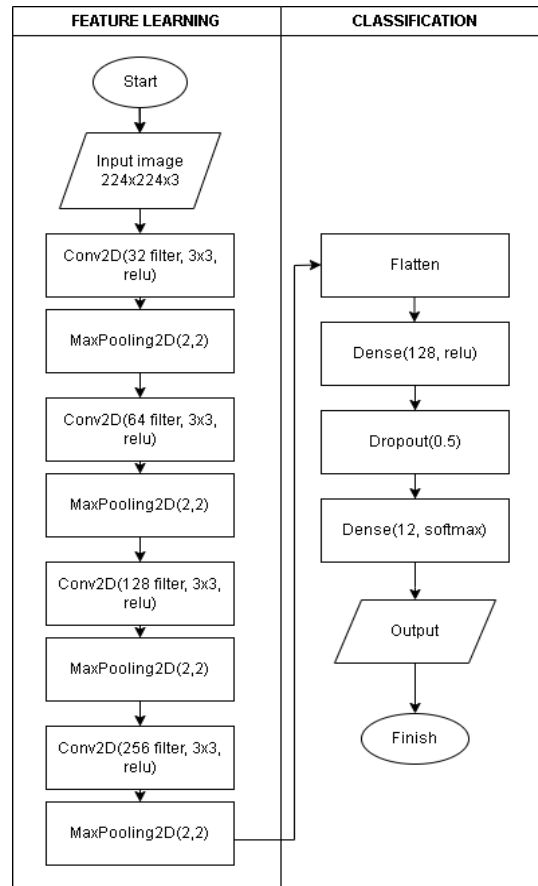 FEATURE LEARNING
CLASSIFICATION
Start
Input image
224x224x3
Conv2D(32 filter, 3x3,
relu)
MaxPooling2D(2,2)
Conv2D(64 filter, 3x3,
relu)
MaxPooling2D(2,2)
Conv2D(128 filter, 3x3,
relu)
MaxPooling2D(2,2)
Conv2D(256 filter, 3x3,
relu)
MaxPooling2D(2,2)
Flatten
Dense(128, relu)
Dropout(0.5)
Dense(12, softmax)
Output
Finish